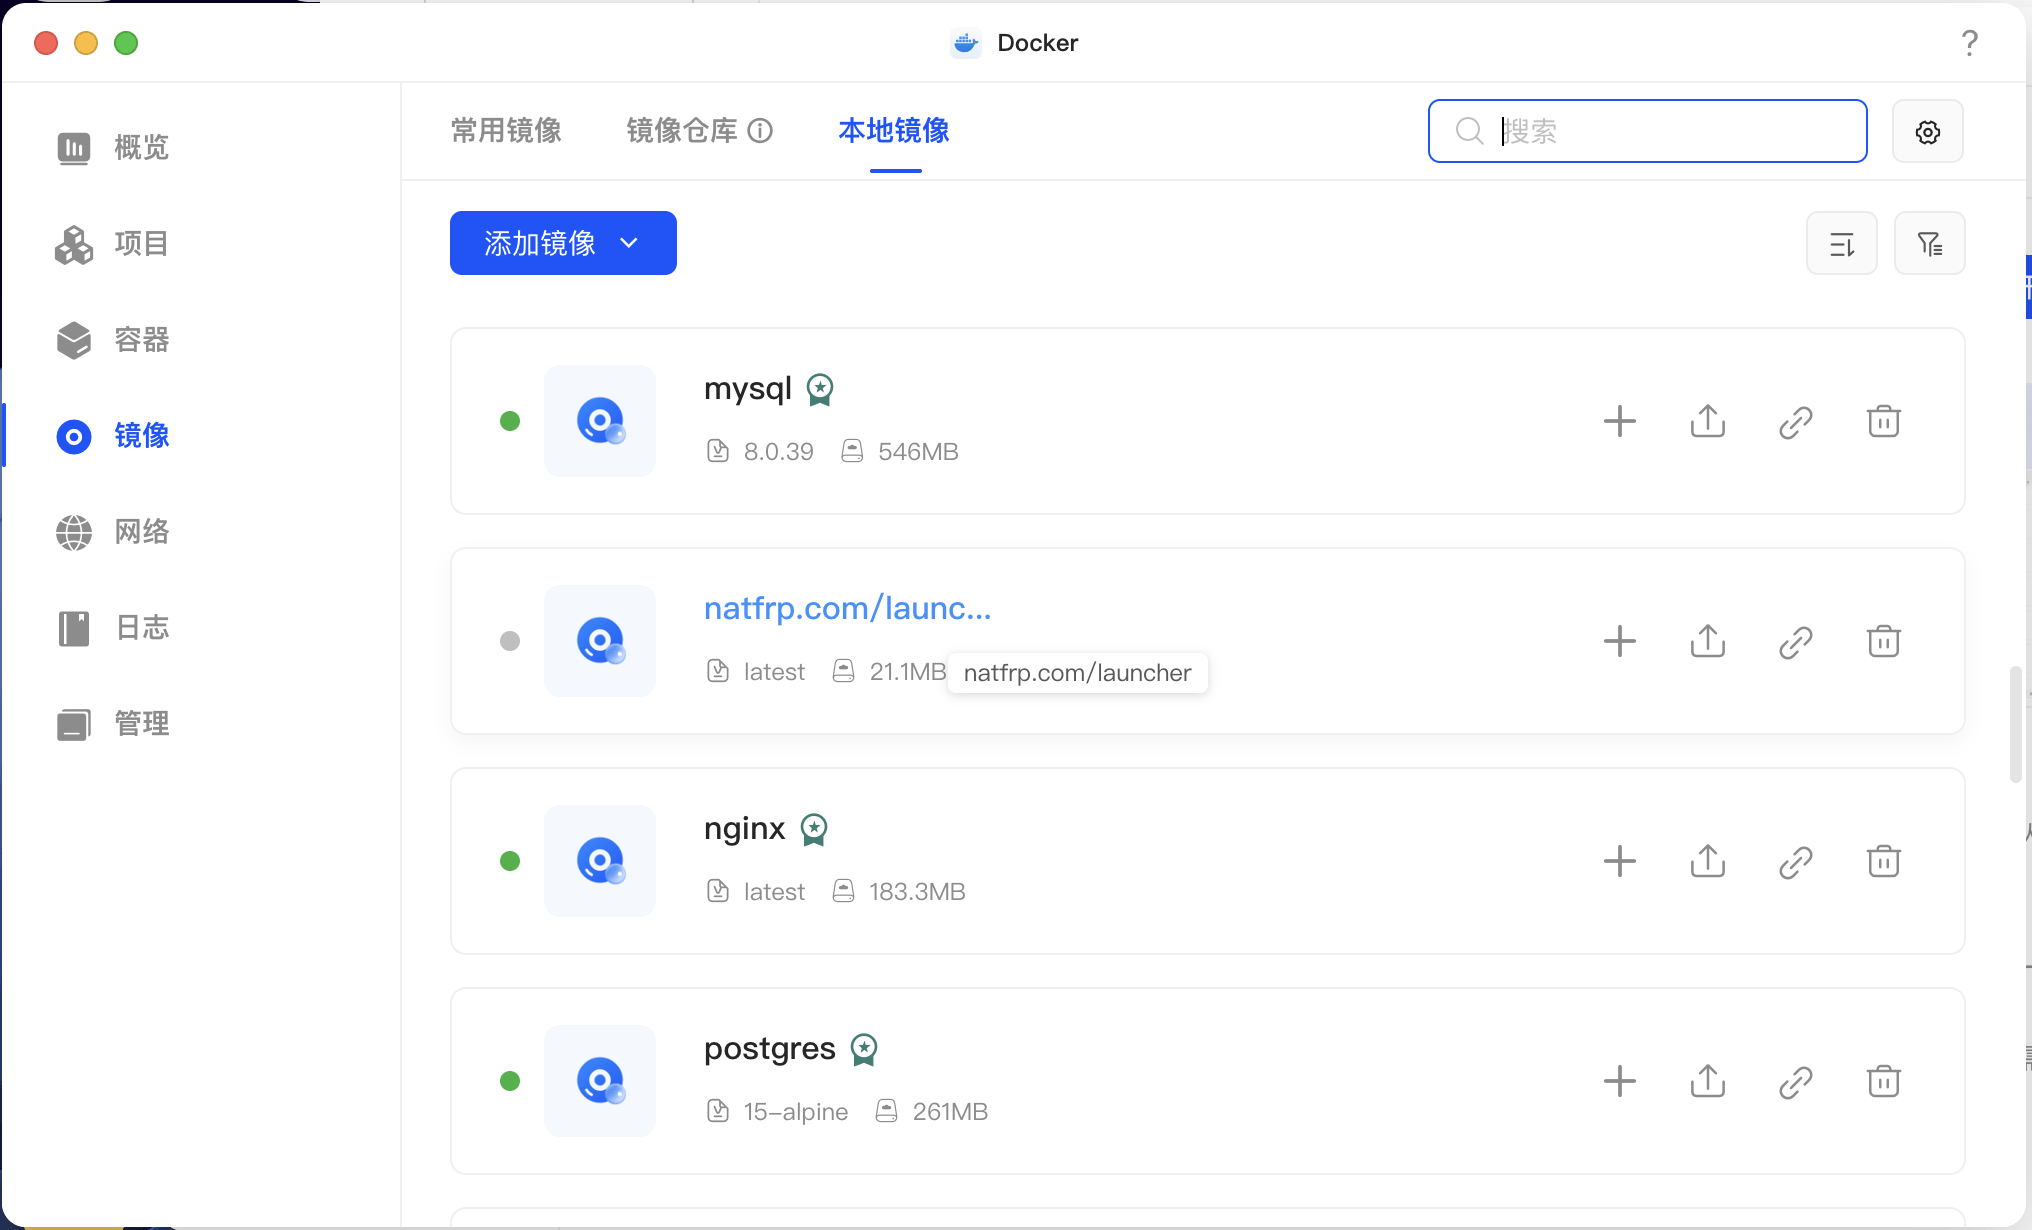 Docker
?
概览
项目
容器
镜像
网络
日志
管理
常用镜像
镜像仓库
本地镜像
搜索
添加镜像
mysql
8.0.39
546MB
natfrp.com/launc...
latest
21.1MB
natfrp.com/launcher
nginx
latest
183.3MB
postgres
15-alpine
261MB